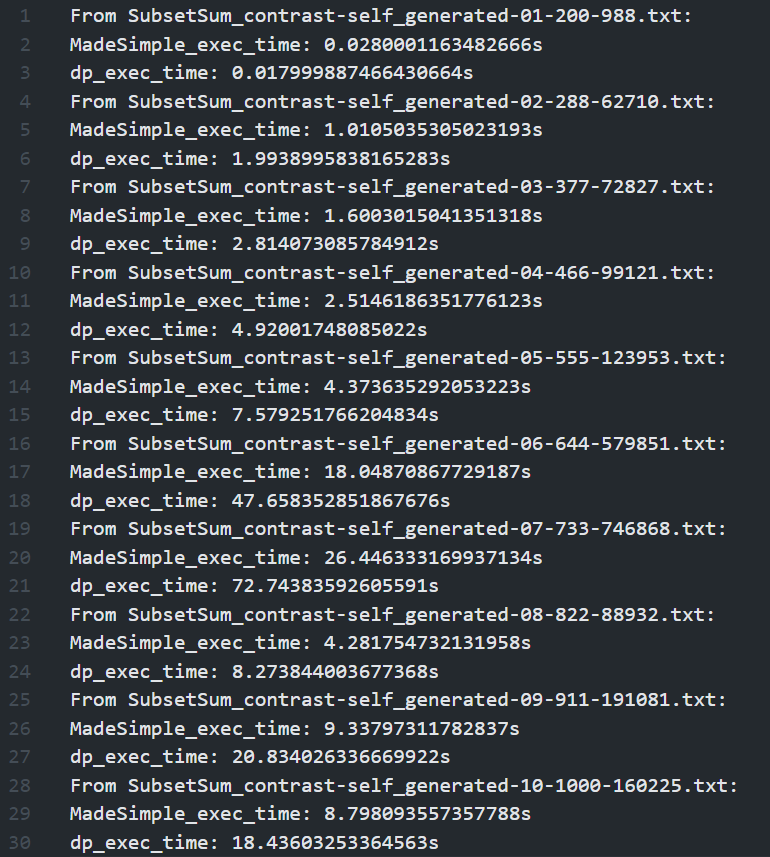 1 From SubsetSum_contrast-self_generated-01-200-988.txt:
2 MadeSimple_exec_time: 0.0280001163482666s
3 dp_exec_time: 0.017999887466430664s
4 From SubsetSum_contrast-self_generated-02-288-62710.txt:
5 MadeSimple_exec_time: 1.0105035305023193s
6 dp_exec_time: 1.9938995838165283s
7 From SubsetSum_contrast-self_generated-03-377-72827.txt:
8 MadeSimple_exec_time: 1.6003015041351318s
9 dp_exec_time: 2.814073085784912s
10 From SubsetSum_contrast-self_generated-04-466-99121.txt:
11 MadeSimple_exec_time: 2.5146186351776123s
12 dp_exec_time: 4.92001748085022s
13 From SubsetSum_contrast-self_generated-05-555-123953.txt:
14 MadeSimple_exec_time: 4.373635292053223s
15 dp_exec_time: 7.579251766204834s
16 From SubsetSum_contrast-self_generated-06-644-579851.txt:
17 MadeSimple_exec_time: 18.04870867729187s
18 dp_exec_time: 47.658352851867676s
19 From SubsetSum_contrast-self_generated-07-733-746868.txt:
20 MadeSimple_exec_time: 26.446333169937134s
21 dp_exec_time: 72.74383592605591s
22 From SubsetSum_contrast-self_generated-08-822-88932.txt:
23 MadeSimple_exec_time: 4.281754732131958s
24 dp_exec_time: 8.273844003677368s
25 From SubsetSum_contrast-self_generated-09-911-191081.txt:
26 MadeSimple_exec_time: 9.33797311782837s
27 dp_exec_time: 20.834026336669922s
28 From SubsetSum_contrast-self_generated-10-1000-160225.txt:
29 MadeSimple_exec_time: 8.798093557357788s
30 dp_exec_time: 18.43603253364563s